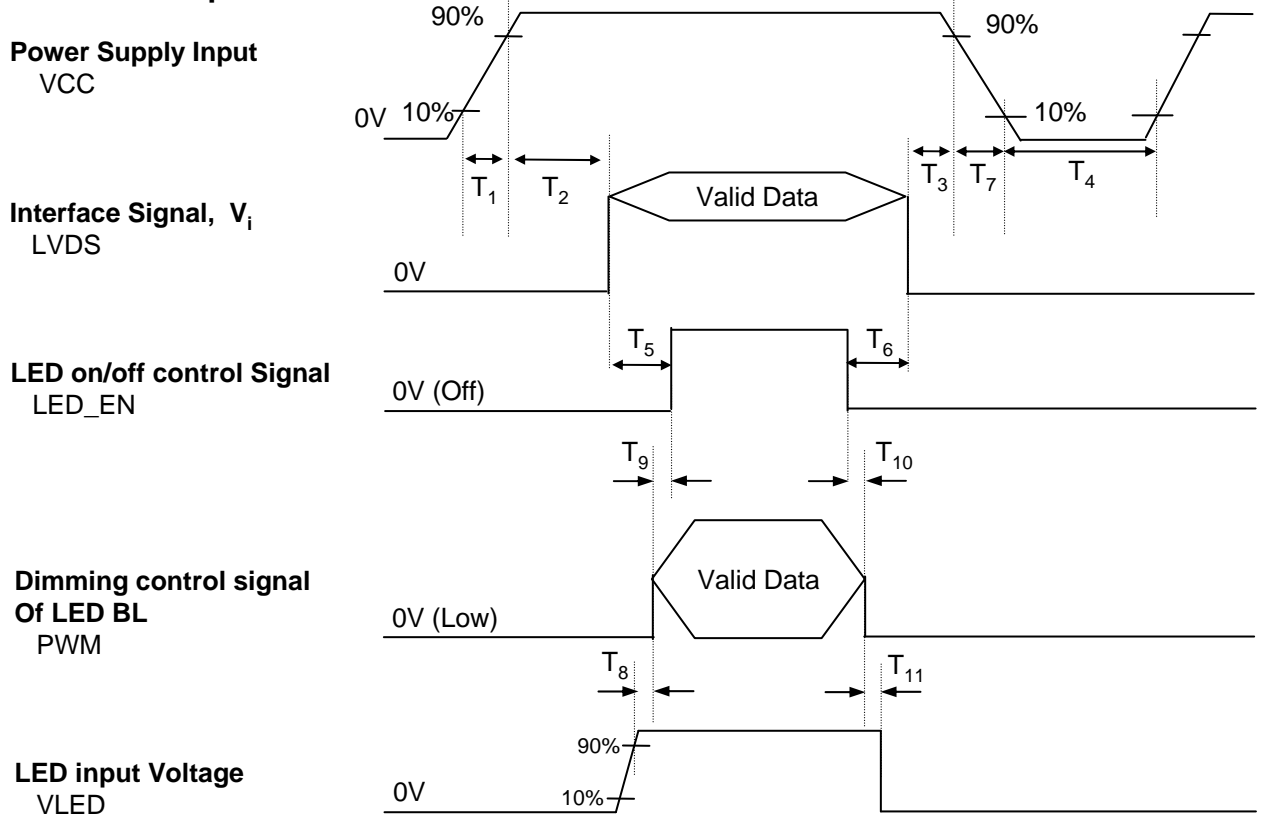 90%
90%
Power Supply Input
VCC
0V 10%
10%
T1 T2 T3 T7 T4
Interface Signal, Vi
LVDS
Valid Data
0V
T5 T6
LED on/off control Signal
LED_EN
0V (Off)
T9 T10
Dimming control signal
Of LED BL
PWM
Valid Data
0V (Low)
T8 T11
90%
LED input Voltage
VLED
0V
10%